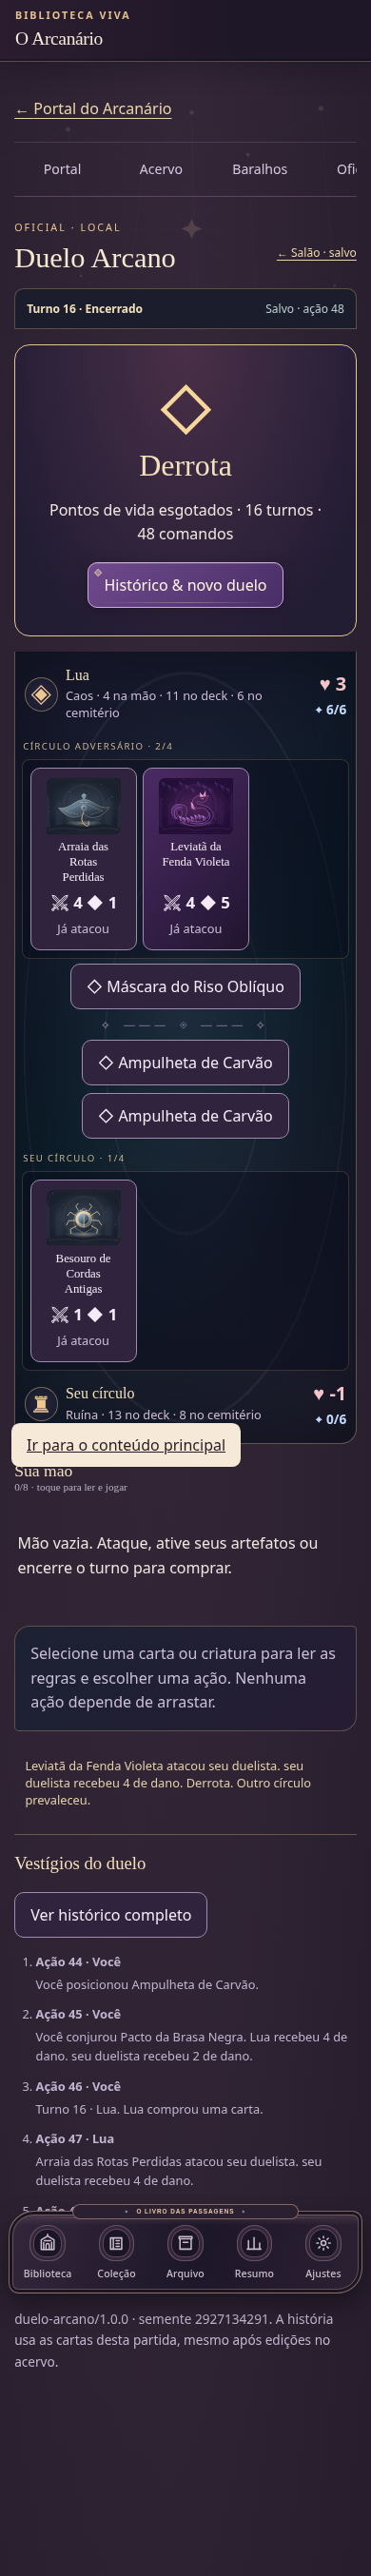 BIBLIOTECA VIVA
O Arcanário
← Portal do Arcanário
Portal Acervo Baralhos
OFICIAL · LOCAL
Duelo Arcano
← Salão · salvo
Turno 16 · Encerrado
Salvo · ação 48
Derrota
Pontos de vida esgotados · 16 turnos ·
48 comandos
Histórico & novo duelo
Lua
Caos · 4 na mão · 11 no deck · 6 no
cemitério
♥ 3
✦ 6/6
CÍRCULO ADVERSÁRIO · 2/4
Arraia das
Rotas
Perdidas
⚔ 4 ◆ 1
Já atacou
Leviatã da
Fenda Violeta
⚔ 4 ◆ 5
Já atacou
◇ Máscara do Riso Oblíquo
◇ Ampulheta de Carvão
◇ Ampulheta de Carvão
SEU CÍRCULO · 1/4
Besouro de
Cordas
Antigas
⚔ 1 ◆ 1
Já atacou
Seu círculo
Ruína · 13 no deck · 8 no cemitério
♥ -1
✦ 0/6
Ir para o conteúdo principal
Sua mão
0/8 · toque para ler e jogar
Mão vazia. Ataque, ative seus artefatos ou
encerre o turno para comprar.
Selecione uma carta ou criatura para ler as
regras e escolher uma ação. Nenhuma
ação depende de arrastar.
Leviatã da Fenda Violeta atacou seu duelista. seu
duelista recebeu 4 de dano. Derrota. Outro círculo
prevaleceu.
Vestígios do duelo
Ver histórico completo
1. Ação 44 · Você
Você posicionou Ampulheta de Carvão.
2. Ação 45 · Você
Você conjurou Pacto da Brasa Negra. Lua recebeu 4 de
dano. seu duelista recebeu 2 de dano.
3. Ação 46 · Você
Turno 16 · Lua. Lua comprou uma carta.
4. Ação 47 · Lua
Arraia das Rotas Perdidas atacou seu duelista. seu
duelista recebeu 4 de dano.
O LIVRO DAS PASSAGENS
Biblioteca Coleção Arquivo Resumo Ajustes
duelo-arcano/1.0.0 · semente 2927134291. A história
usa as cartas desta partida, mesmo após edições no
acervo.